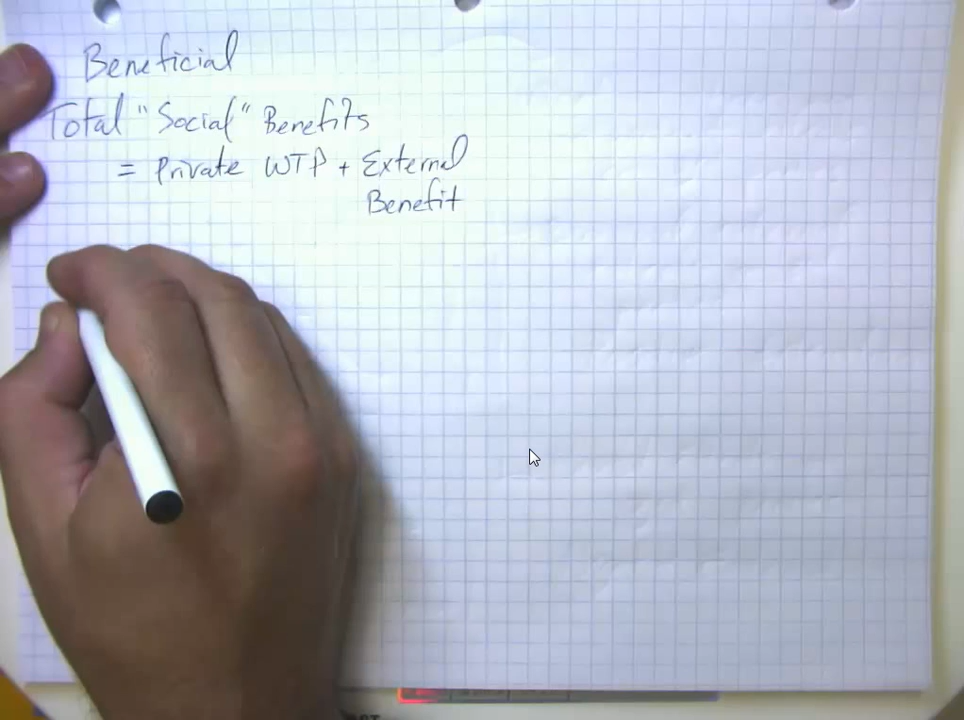 Beneficial
Total "Social" Benefits
= Private WTP + External
Benefit